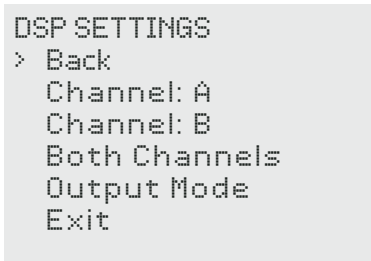 DSP SETTINGS
> Back
Channel: A
Channel: B
Both Channels
Output Mode
Exit